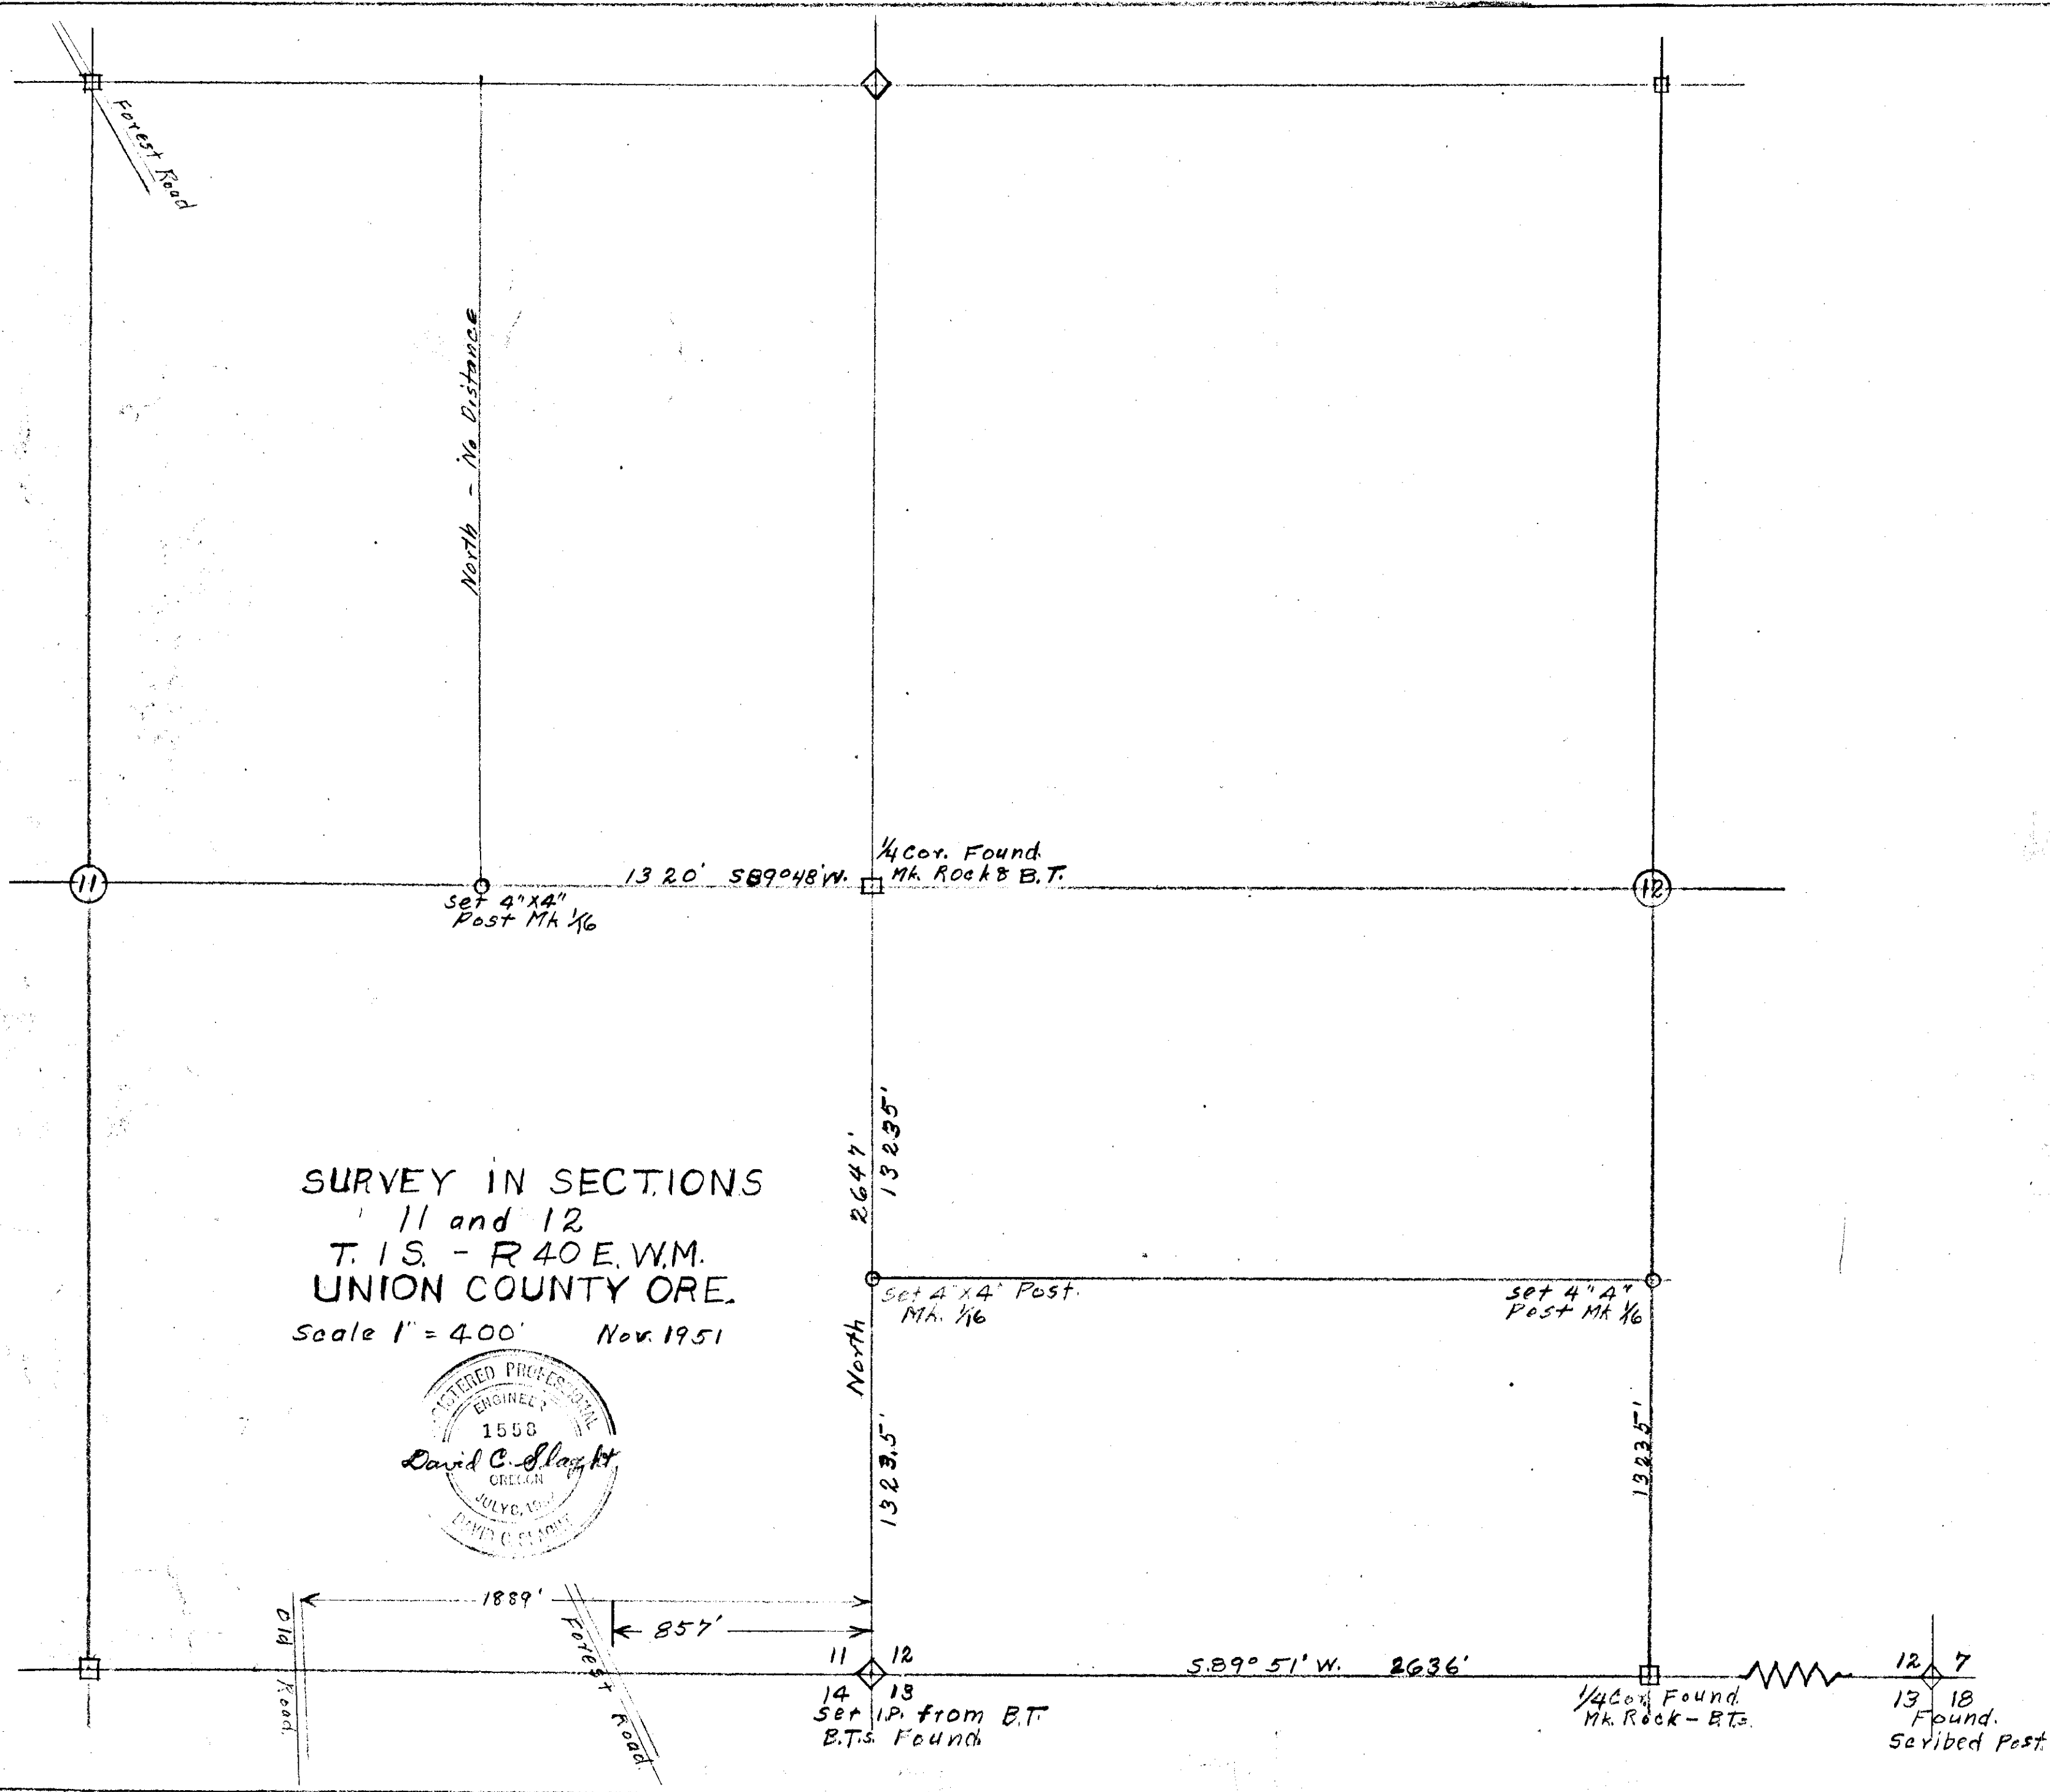 Forest Road
North - No Distance
1/4 Cor. Found.
Mk. Rock & B.T.
11
1320' S89°48'W.
12
set 4"x4"
Post Mk 1/16
2647'
1323.5'
SURVEY IN SECTIONS
11 and 12
T. 1 S. - R 40 E. W.M.
UNION COUNTY ORE.
Scale 1" = 400' Nov. 1951
Set 4"x4" Post.
Mk. 1/16
set 4" 4"
Post Mk 1/16
North
1323.5'
1323.5'
REGISTERED PROFESSIONAL
ENGINEER
1558
David C. Slaght
OREGON
DAVID C. SLAGHT
1889'
857'
Old Road
Forest Road.
11 12
14 13
Set I.P. from B.T.
B.T.s. Found.
S.89° 51' W. 2636'
1/4 Cor Found.
Mk. Rock - B.T.s.
12 7
13 18
Found.
Scribed Post.